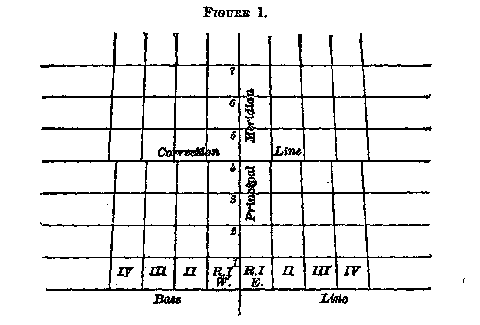 FIGURE 1.
7
6
Meridian
5
Correction Line
4
Principal
3
2
1
IV III II R.I R.I II III IV
W. E.
Base Line